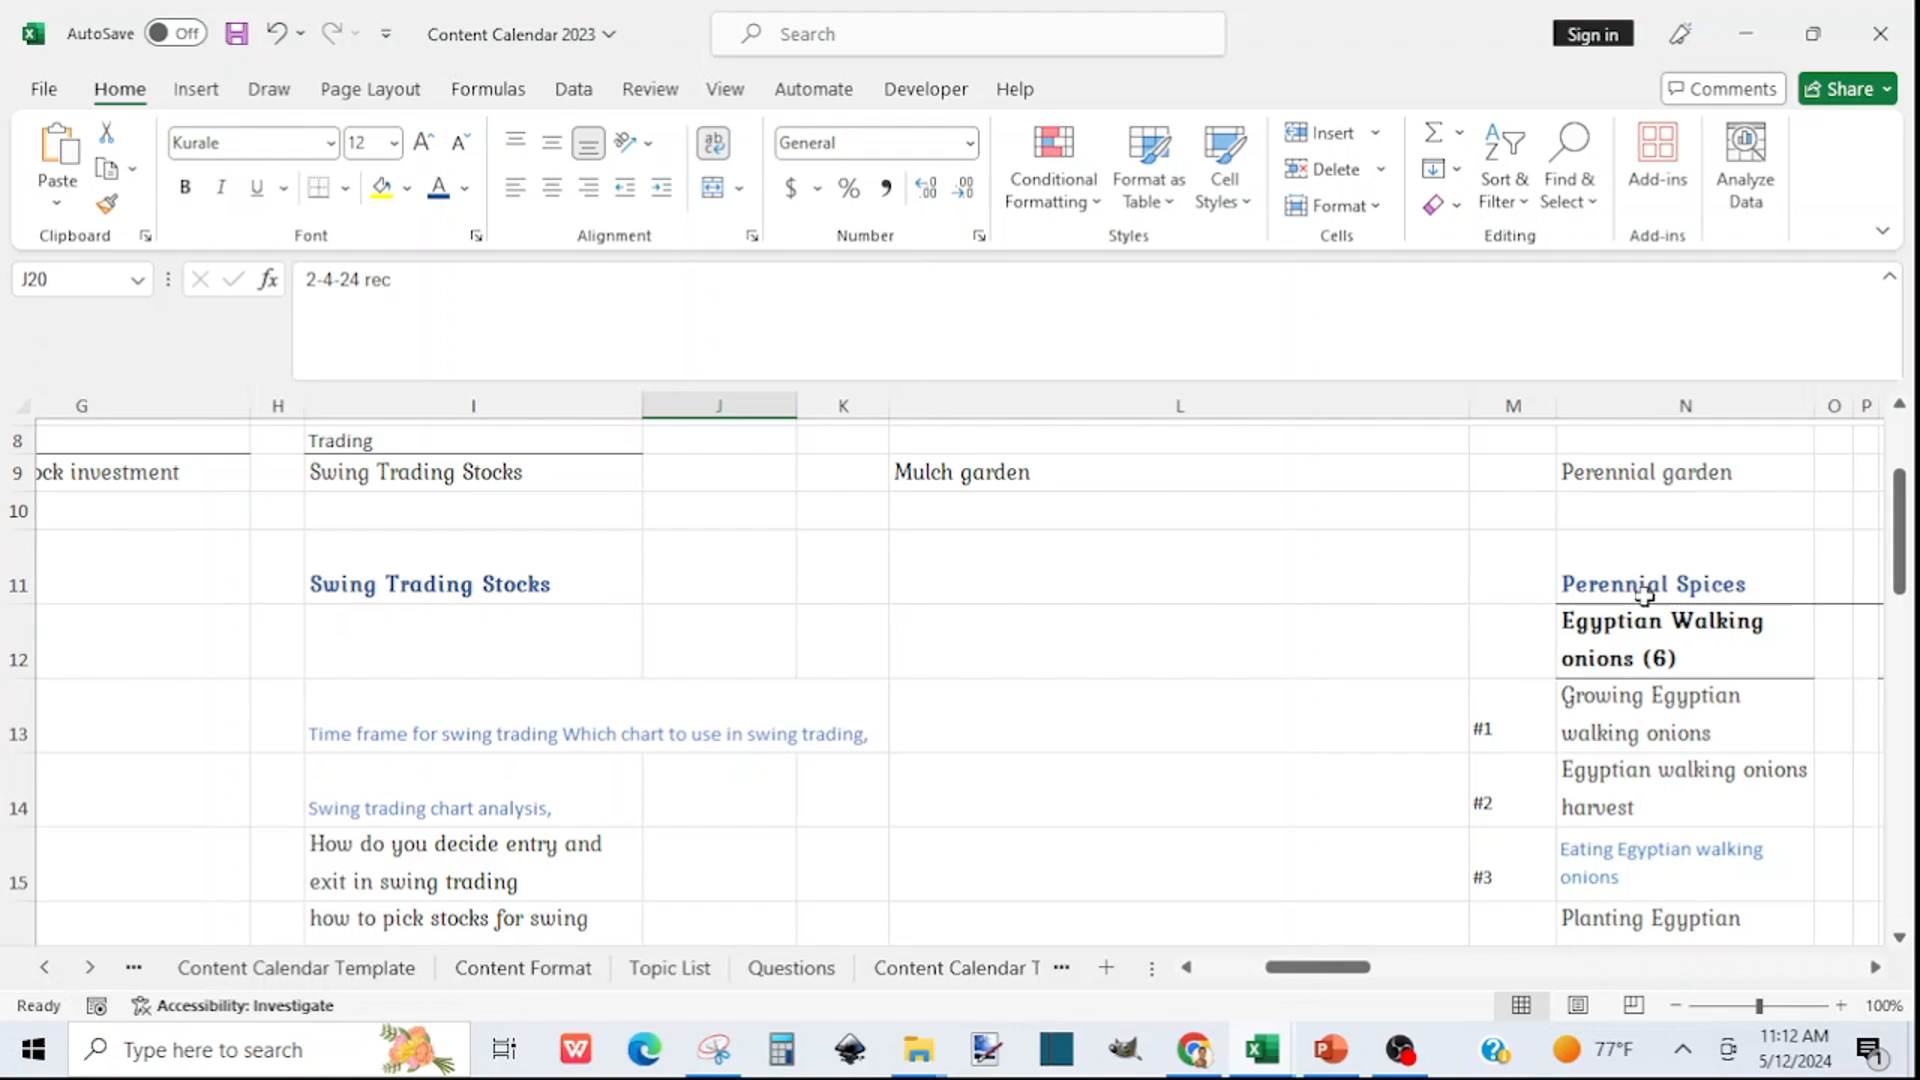 AutoSave Off Content Calendar 2023 Search Sign in
File Home Insert Draw Page Layout Formulas Data Review View Automate Developer Help Comments Share
Paste Kurale 12 General Conditional Formatting Format as Table Cell Styles Insert Delete Format Sort & Filter Find & Select Add-ins Analyze Data
Clipboard Font Alignment Number Styles Cells Editing Add-ins
J20 fx 2-4-24 rec
G H I J K L M N O P
8 Trading
9 ock investment Swing Trading Stocks Mulch garden Perennial garden
10
11 Swing Trading Stocks Perennial Spices
Egyptian Walking
12 onions (6)
Growing Egyptian
13 Time frame for swing trading Which chart to use in swing trading, #1 walking onions
Egyptian walking onions
14 Swing trading chart analysis, #2 harvest
How do you decide entry and Eating Egyptian walking
15 exit in swing trading #3 onions
how to pick stocks for swing Planting Egyptian
Content Calendar Template Content Format Topic List Questions Content Calendar T
Ready Accessibility: Investigate 100%
Type here to search 77°F 11:12 AM
5/12/2024